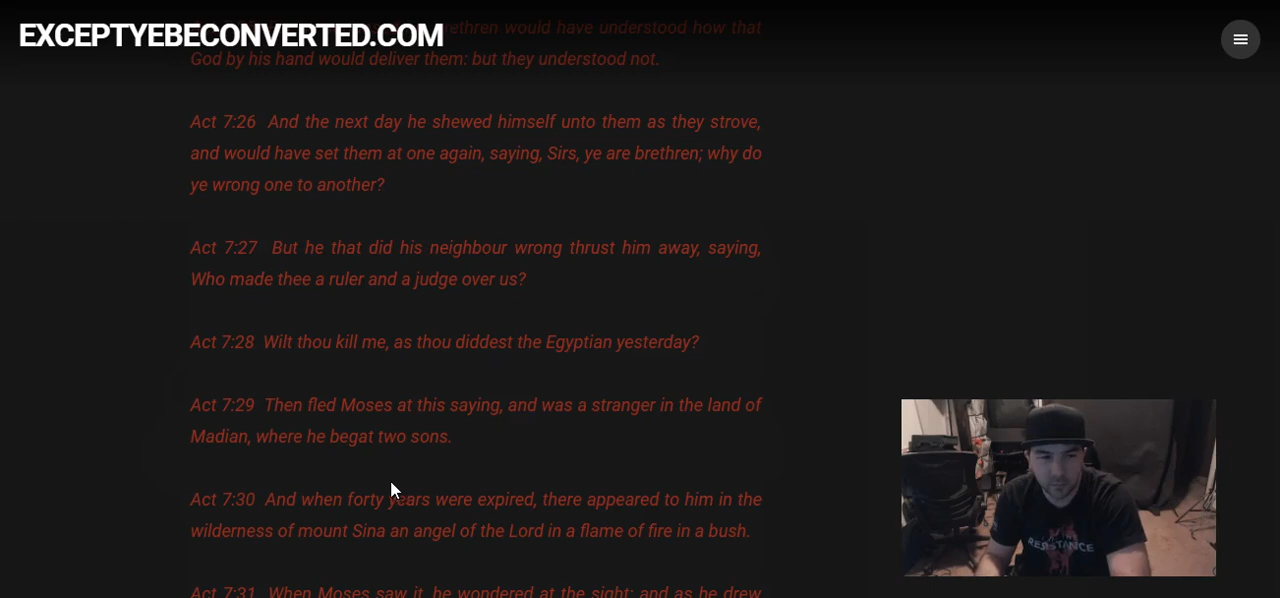 EXCEPTYEBECONVERTED.COM
brethren would have understood how that
God by his hand would deliver them: but they understood not.
Act 7:26 And the next day he shewed himself unto them as they strove,
and would have set them at one again, saying, Sirs, ye are brethren; why do
ye wrong one to another?
Act 7:27 But he that did his neighbour wrong thrust him away, saying,
Who made thee a ruler and a judge over us?
Act 7:28 Wilt thou kill me, as thou diddest the Egyptian yesterday?
Act 7:29 Then fled Moses at this saying, and was a stranger in the land of
Madian, where he begat two sons.
Act 7:30 And when forty years were expired, there appeared to him in the
wilderness of mount Sina an angel of the Lord in a flame of fire in a bush.
Act 7:31 When Moses saw it, he wondered at the sight: and as he drew
RESISTANCE